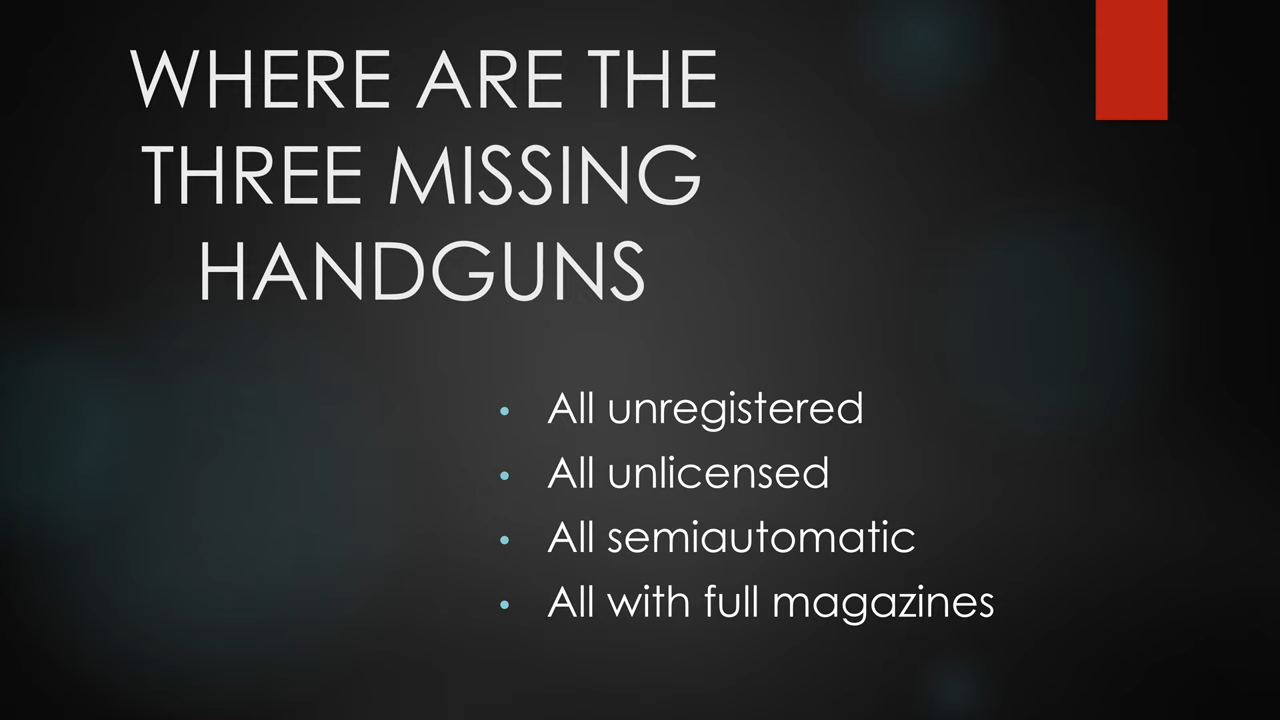 WHERE ARE THE
THREE MISSING
HANDGUNS
• All unregistered
• All unlicensed
• All semiautomatic
• All with full magazines